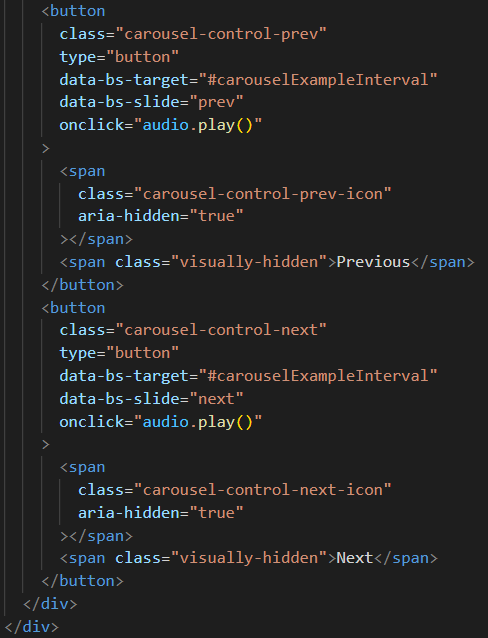 <button
class="carousel-control-prev"
type="button"
data-bs-target="#carouselExampleInterval"
data-bs-slide="prev"
onclick="audio.play()"
>
<span
class="carousel-control-prev-icon"
aria-hidden="true"
></span>
<span class="visually-hidden">Previous</span>
</button>
<button
class="carousel-control-next"
type="button"
data-bs-target="#carouselExampleInterval"
data-bs-slide="next"
onclick="audio.play()"
>
<span
class="carousel-control-next-icon"
aria-hidden="true"
></span>
<span class="visually-hidden">Next</span>
</button>
</div>
</div>